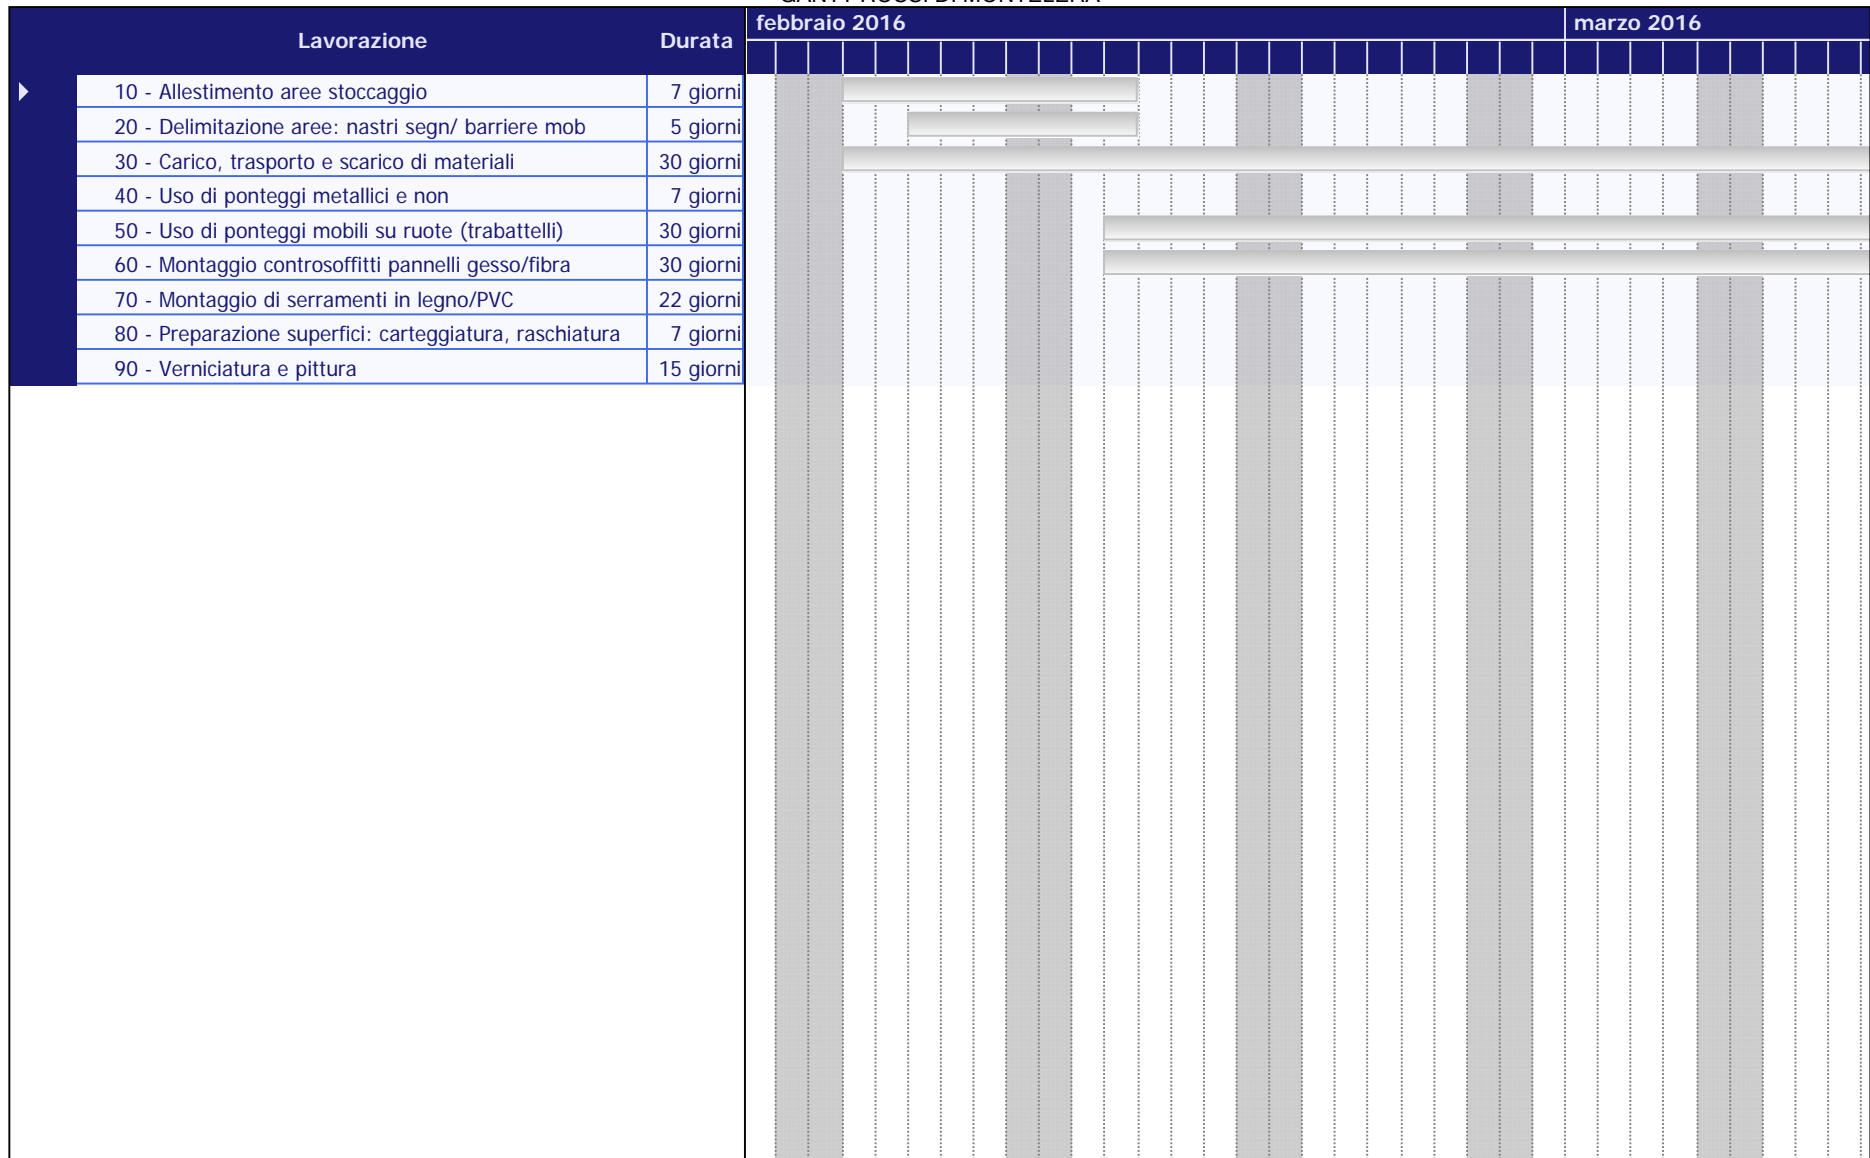 febbraio 2016 marzo 2016
Lavorazione Durata
10 - Allestimento aree stoccaggio 7 giorni
20 - Delimitazione aree: nastri segn/ barriere mob 5 giorni
30 - Carico, trasporto e scarico di materiali 30 giorni
40 - Uso di ponteggi metallici e non 7 giorni
50 - Uso di ponteggi mobili su ruote (trabattelli) 30 giorni
60 - Montaggio controsoffitti pannelli gesso/fibra 30 giorni
70 - Montaggio di serramenti in legno/PVC 22 giorni
80 - Preparazione superfici: carteggiatura, raschiatura 7 giorni
90 - Verniciatura e pittura 15 giorni